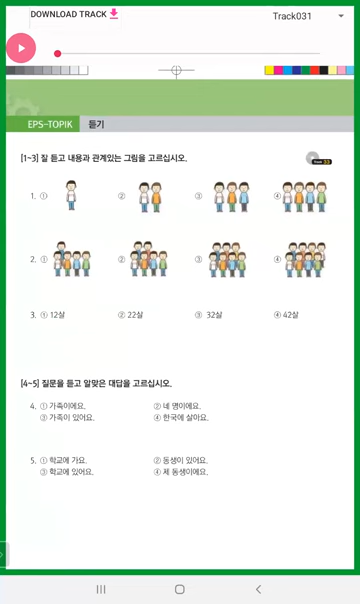 DOWNLOAD TRACK
Track031
EPS-TOPIK 듣기
[1~3] 잘 듣고 내용과 관계있는 그림을 고르십시오.
Track 33
1. ① ② ③ ④
2. ① ② ③ ④
3. ① 12살 ② 22살 ③ 32살 ④ 42살
[4~5] 질문을 듣고 알맞은 대답을 고르십시오.
4. ① 가족이에요. ② 네 명이에요.
③ 가족이 있어요. ④ 한국에 살아요.
5. ① 학교에 가요. ② 동생이 있어요.
③ 학교에 있어요. ④ 제 동생이에요.